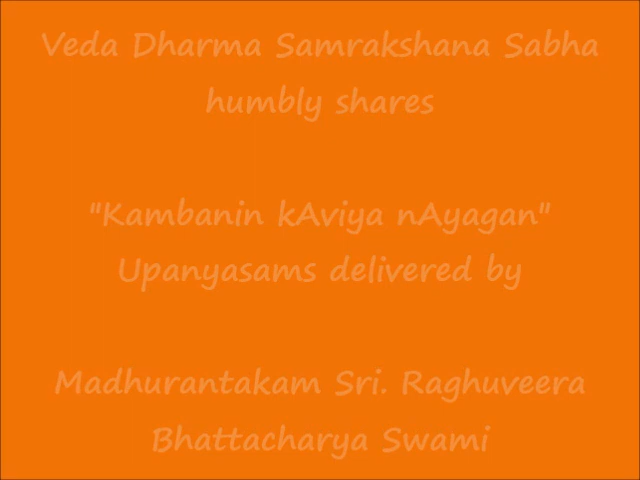 Veda Dharma Samrakshana Sabha
humbly shares
"Kambanin kAviya nAyagan"
Upanyasams delivered by
Madhurantakam Sri. Raghuveera
Bhattacharya Swami